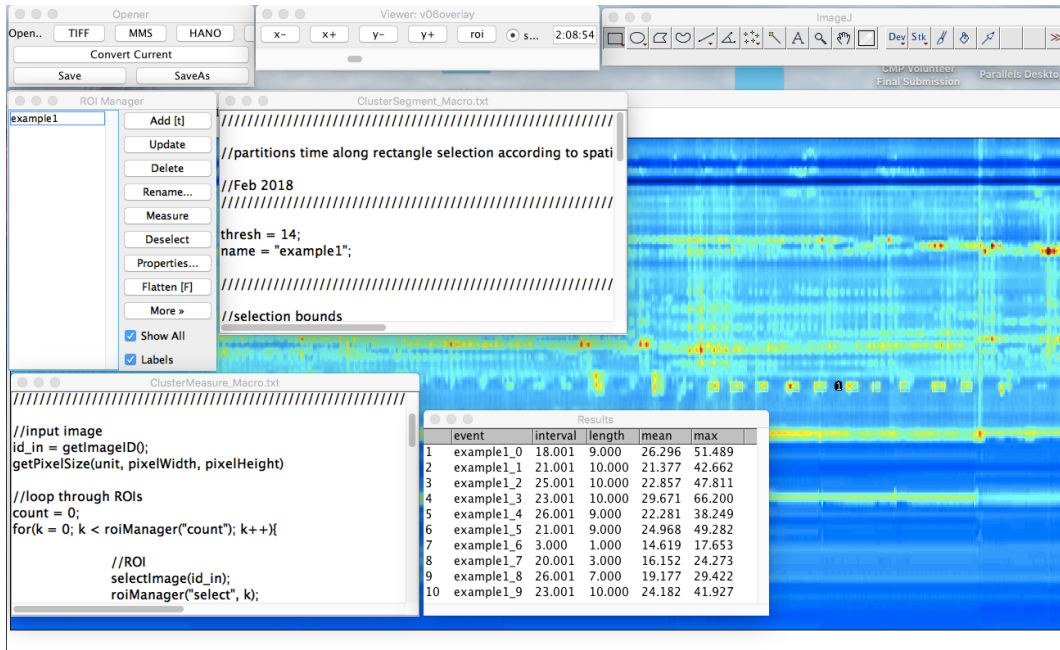 Opener
Open.. TIFF MMS HANO
Convert Current
Save SaveAs
Viewer: v06overlay
x- x+ y- y+ roi s... 2:08:54
ImageJ
A Dev Stk
CMP Volunteer
Final Submission
Parallels Deskto
ROI Manager
example1
Add [t]
Update
Delete
Rename...
Measure
Deselect
Properties...
Flatten [F]
More »
Show All
Labels
ClusterSegment_Macro.txt
////////////////////////////////////////////////////////////
//partitions time along rectangle selection according to spati
//Feb 2018
////////////////////////////////////////////////////////////
thresh = 14;
name = "example1";
////////////////////////////////////////////////////////////
//selection bounds
ClusterMeasure_Macro.txt
////////////////////////////////////////////////////////////
//input image
id_in = getImageID();
getPixelSize(unit, pixelWidth, pixelHeight)
//loop through ROIs
count = 0;
for(k = 0; k < roiManager("count"); k++){
//ROI
selectImage(id_in);
roiManager("select", k);
1
Results
event interval length mean max
1 example1_0 18.001 9.000 26.296 51.489
2 example1_1 21.001 10.000 21.377 42.662
3 example1_2 25.001 10.000 22.857 47.811
4 example1_3 23.001 10.000 29.671 66.200
5 example1_4 26.001 9.000 22.281 38.249
6 example1_5 21.001 9.000 24.968 49.282
7 example1_6 3.000 1.000 14.619 17.653
8 example1_7 20.001 3.000 16.152 24.273
9 example1_8 26.001 7.000 19.177 29.422
10 example1_9 23.001 10.000 24.182 41.927